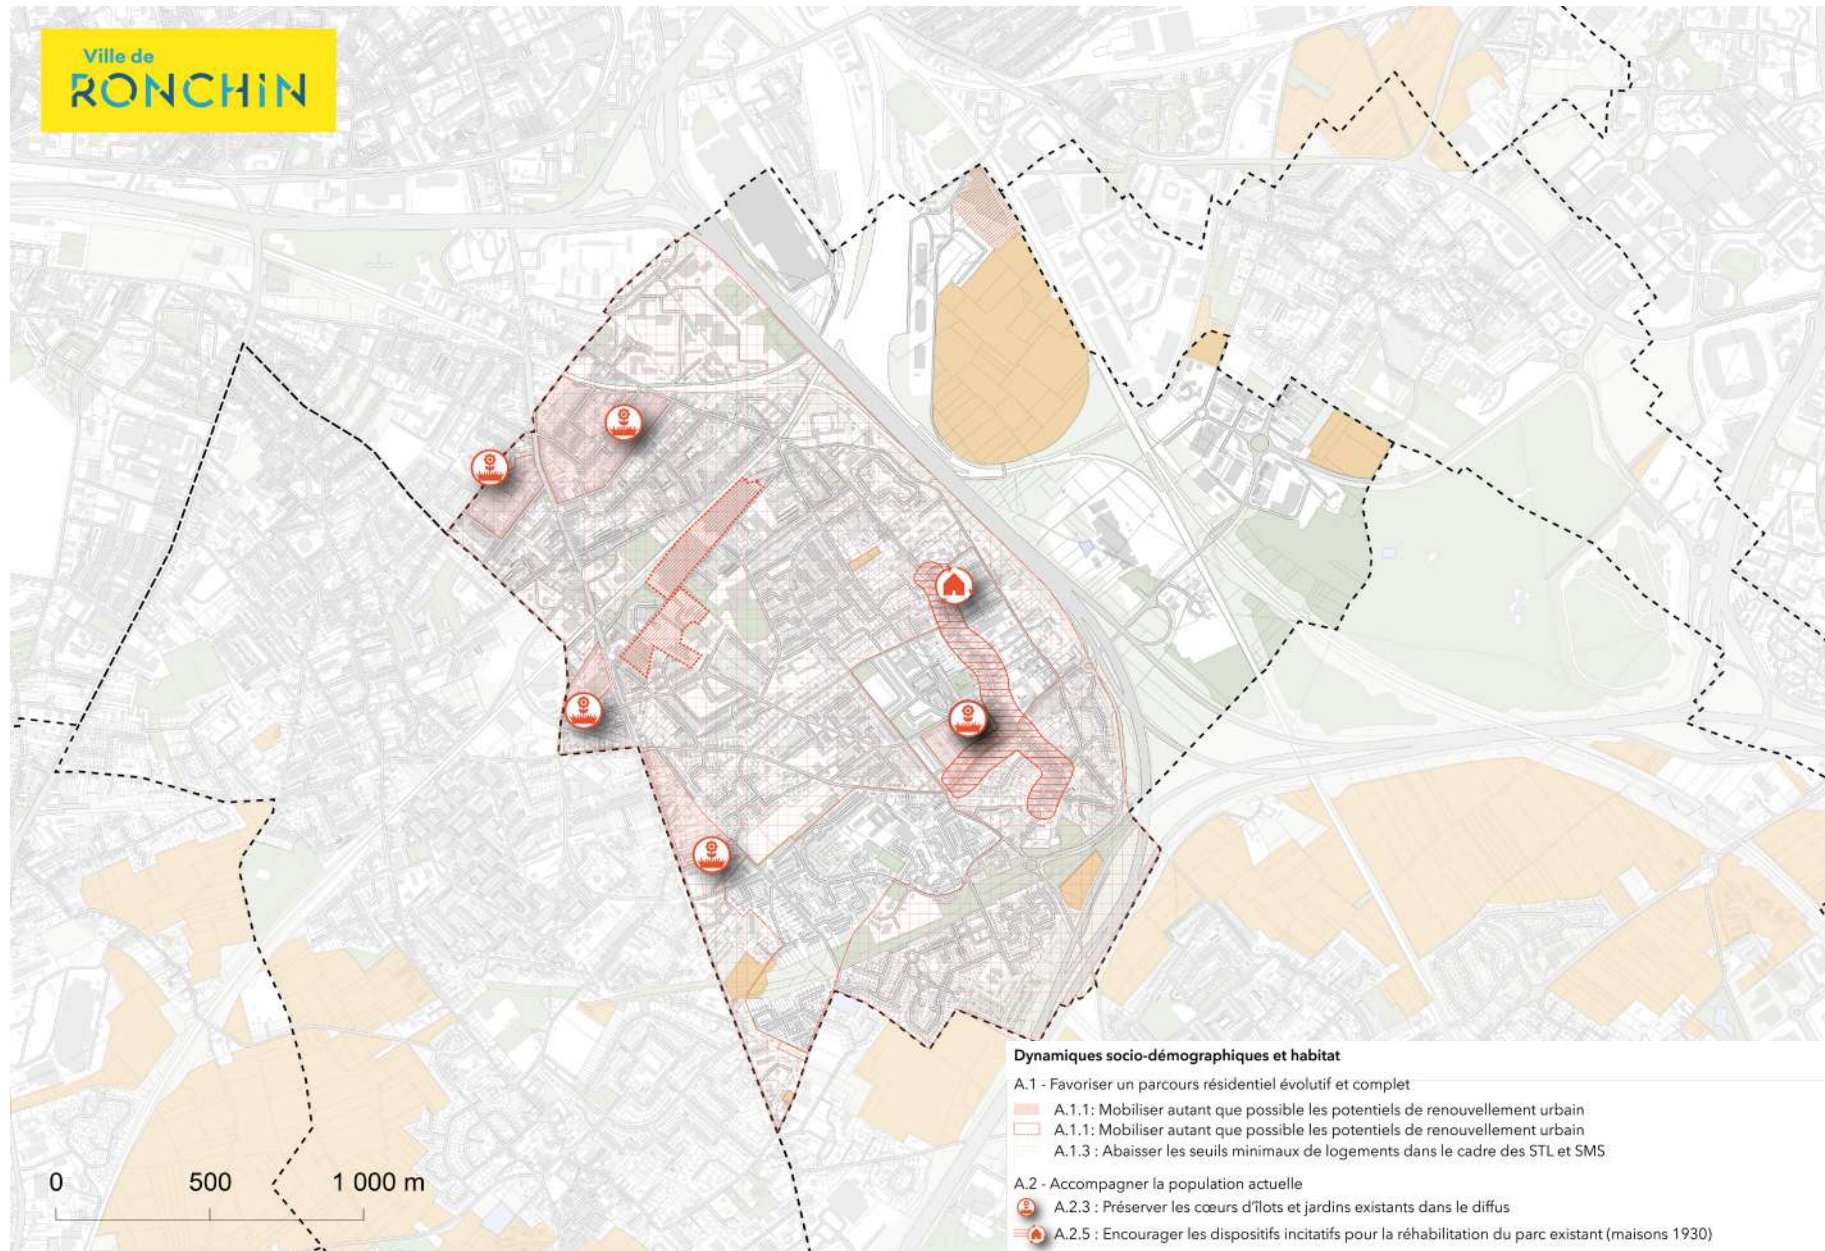 Ville de
RONCHiN
Dynamiques socio-démographiques et habitat
A.1 - Favoriser un parcours résidentiel évolutif et complet
A.1.1: Mobiliser autant que possible les potentiels de renouvellement urbain
A.1.1: Mobiliser autant que possible les potentiels de renouvellement urbain
A.1.3 : Abaisser les seuils minimaux de logements dans le cadre des STL et SMS
A.2 - Accompagner la population actuelle
A.2.3 : Préserver les cœurs d'îlots et jardins existants dans le diffus
A.2.5 : Encourager les dispositifs incitatifs pour la réhabilitation du parc existant (maisons 1930)
0 500 1 000 m